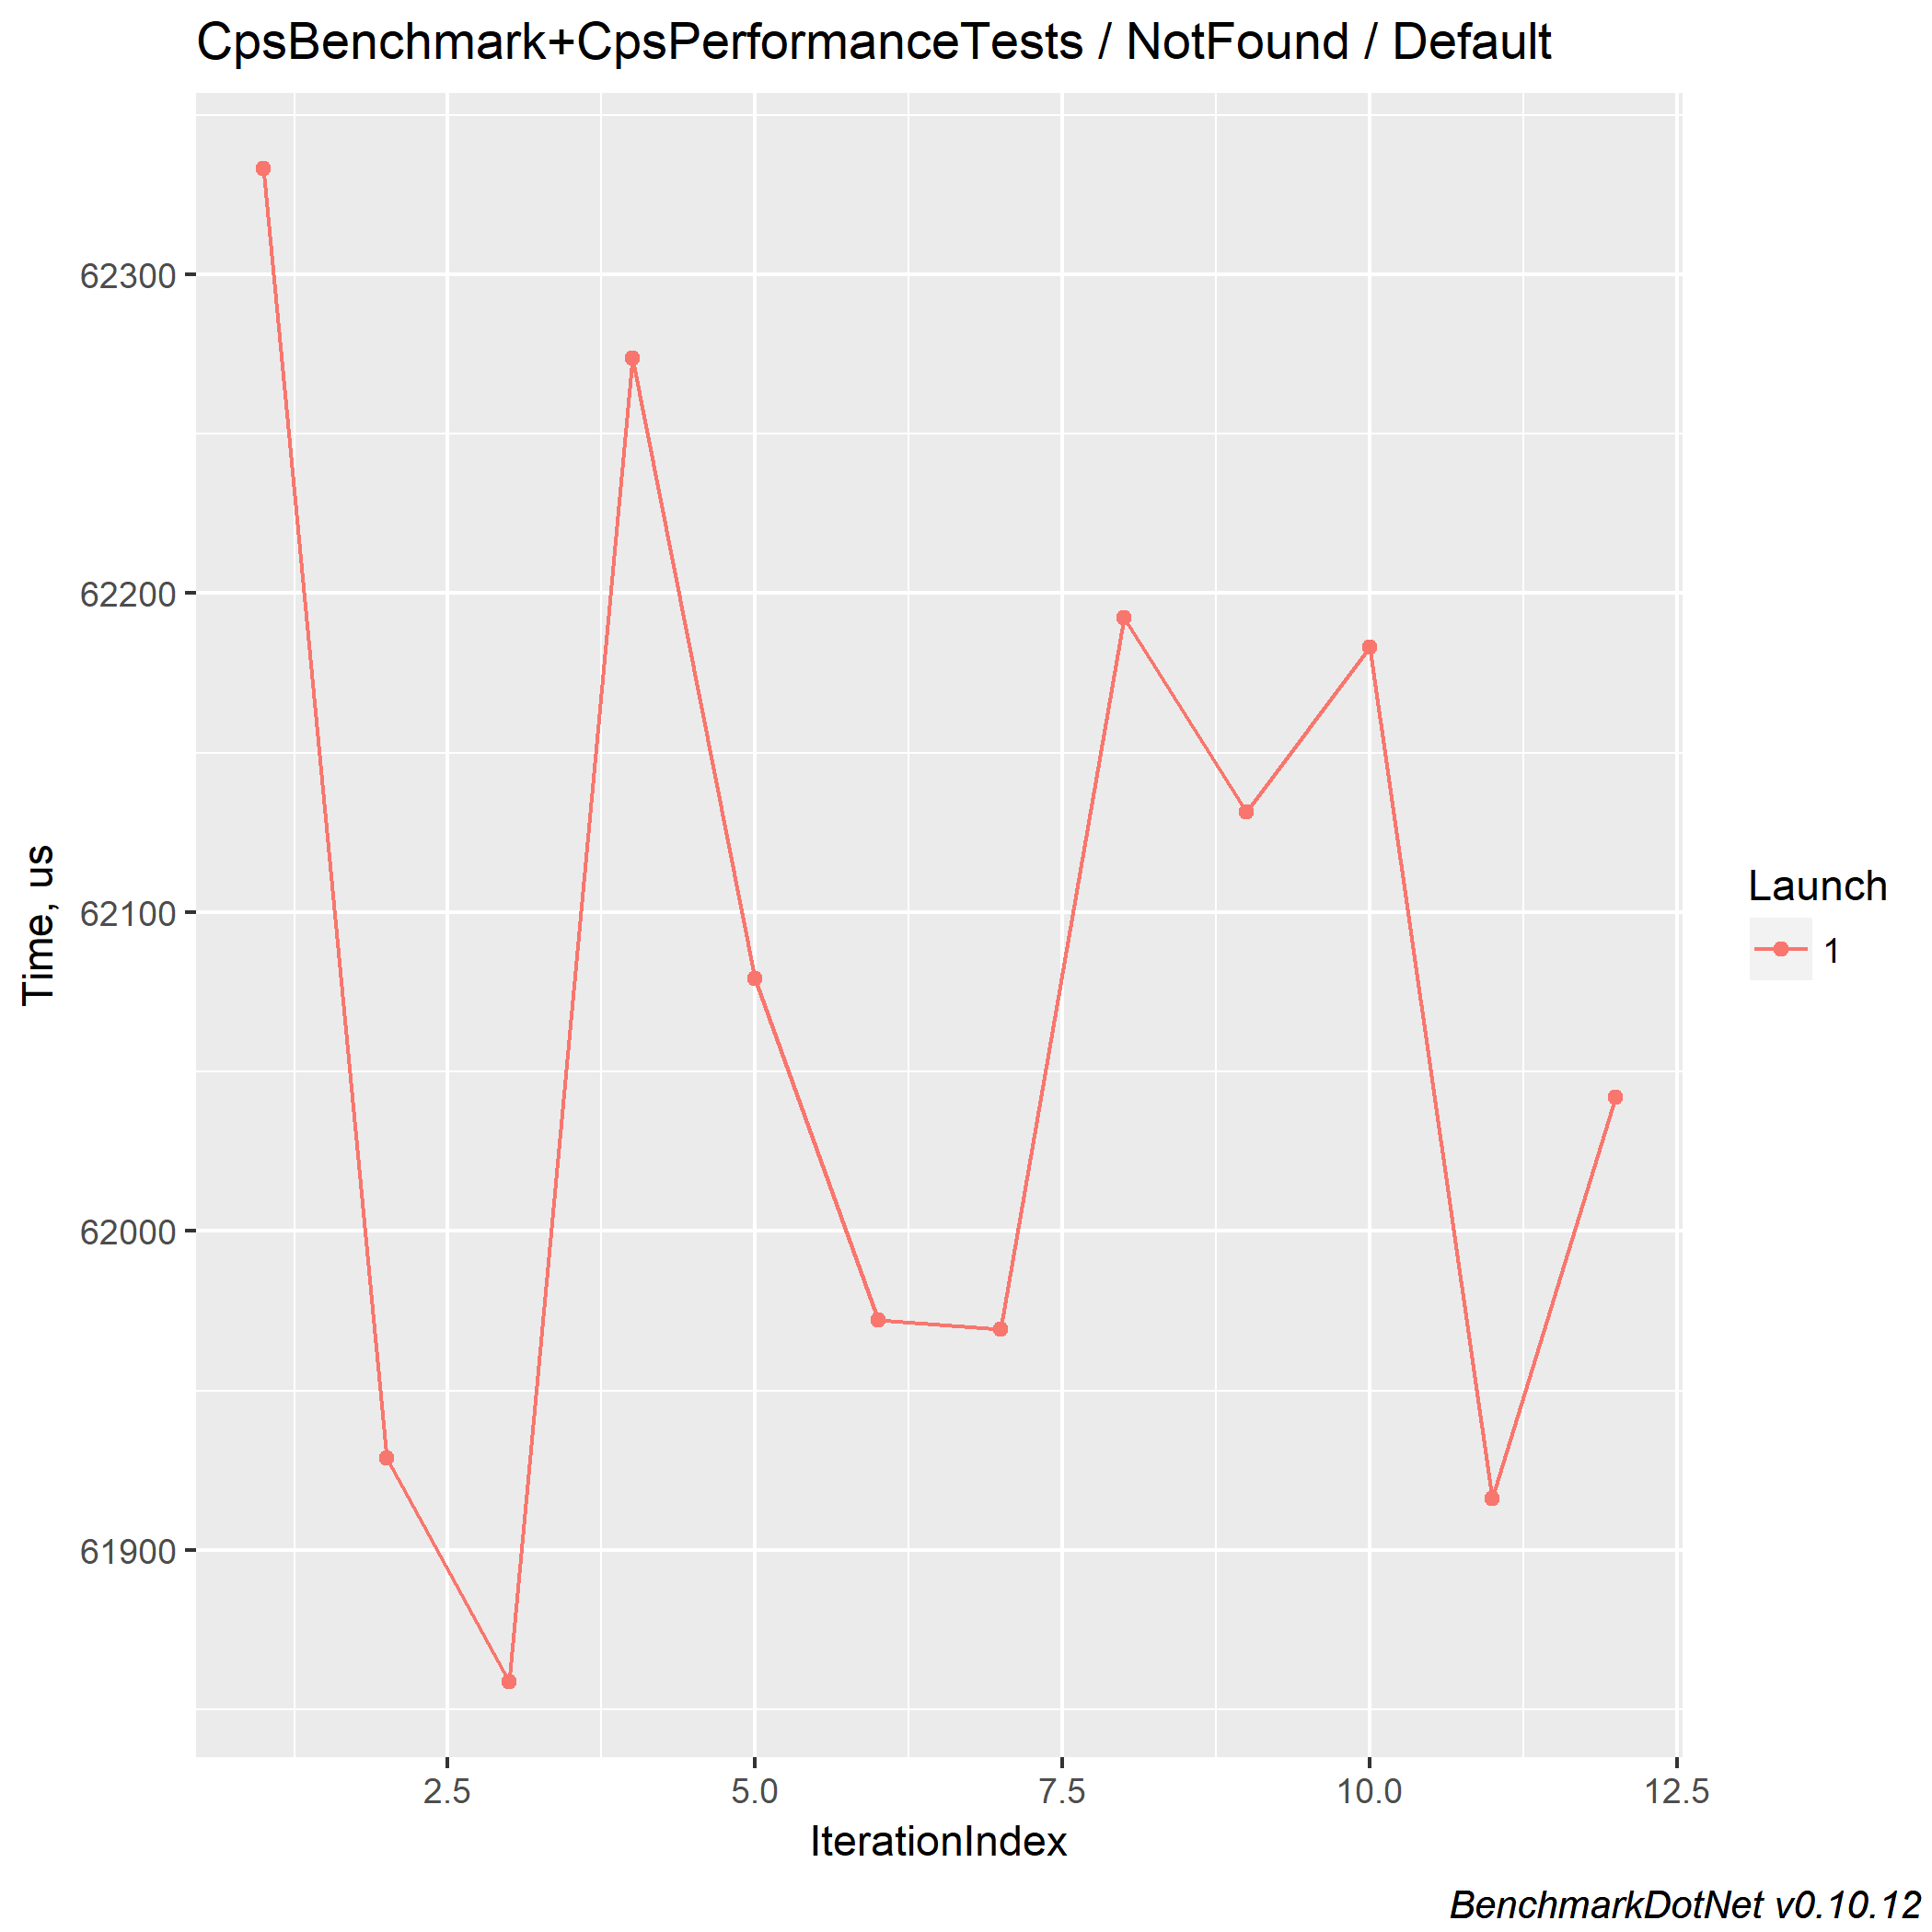 CpsBenchmark+CpsPerformanceTests / NotFound / Default
Time, us
62300
62200
62100
62000
61900
2.5 5.0 7.5 10.0 12.5
IterationIndex
Launch
1
BenchmarkDotNet v0.10.12